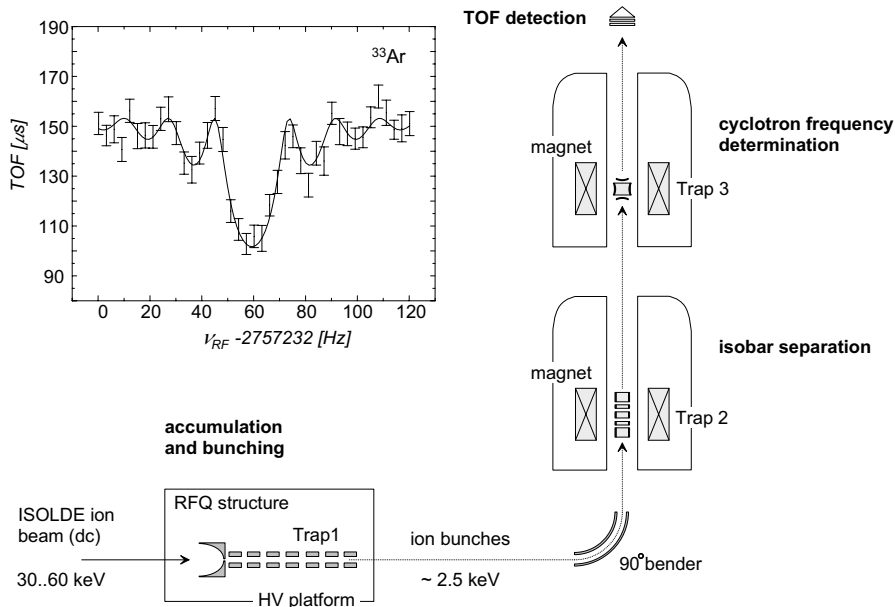 TOF detection
190
170
150
130
110
90
TOF [μs]
³³Ar
0 20 40 60 80 100 120
ν_RF -2757232 [Hz]
magnet
cyclotron frequency
determination
Trap 3
isobar separation
magnet
Trap 2
accumulation
and bunching
RFQ structure
Trap1
HV platform
ISOLDE ion
beam (dc)
30..60 keV
ion bunches
~ 2.5 keV
90° bender